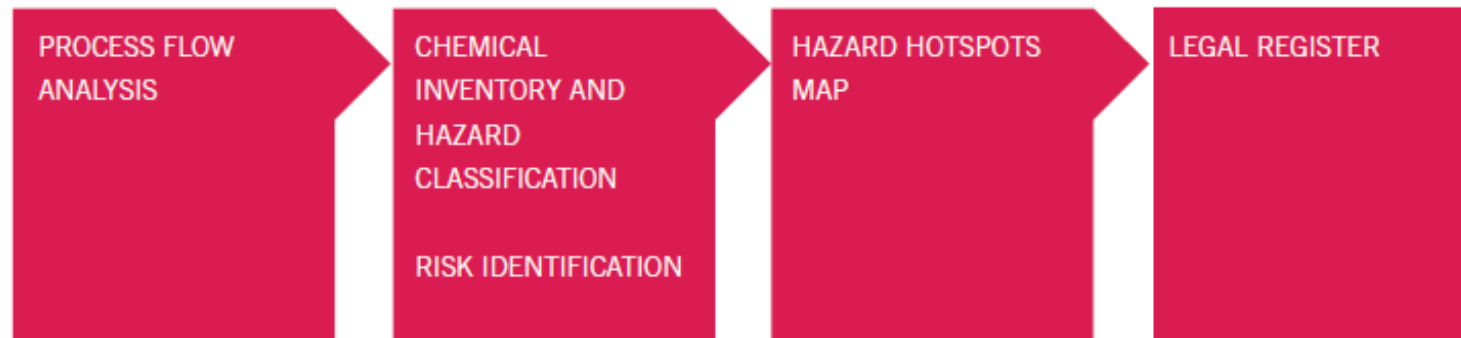 PROCESS FLOW
ANALYSIS
CHEMICAL
INVENTORY AND
HAZARD
CLASSIFICATION
RISK IDENTIFICATION
HAZARD HOTSPOTS
MAP
LEGAL REGISTER